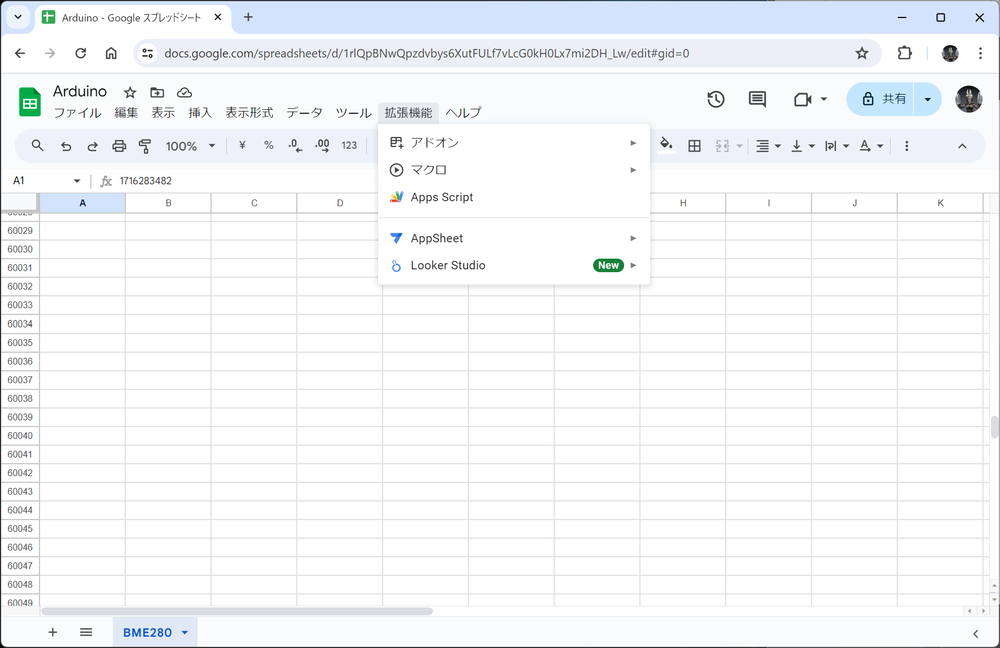 Arduino - Google スプレッドシート
docs.google.com/spreadsheets/d/1rlQpBNwQpzdvbys6XutFULf7vLcG0kH0Lx7mi2DH_Lw/edit#gid=0
Arduino
ファイル 編集 表示 挿入 表示形式 データ ツール 拡張機能 ヘルプ
共有
100% ¥ % .0 .00 123
A1 fx 1716283482
アドオン
マクロ
Apps Script
AppSheet
Looker Studio New
A B C D H I J K
60029
60030
60031
60032
60033
60034
60035
60036
60037
60038
60039
60040
60041
60042
60043
60044
60045
60046
60047
60048
60049
BME280